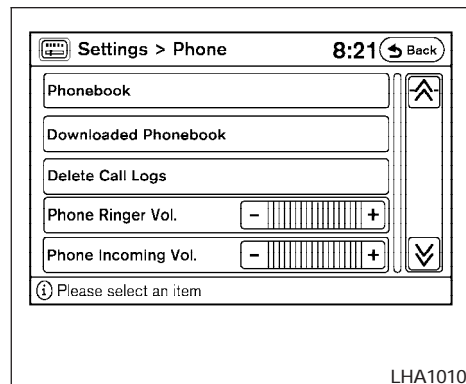 Settings > Phone 8:21 Back
Phonebook
Downloaded Phonebook
Delete Call Logs
Phone Ringer Vol. - +
Phone Incoming Vol. - +
i Please select an item
LHA1010